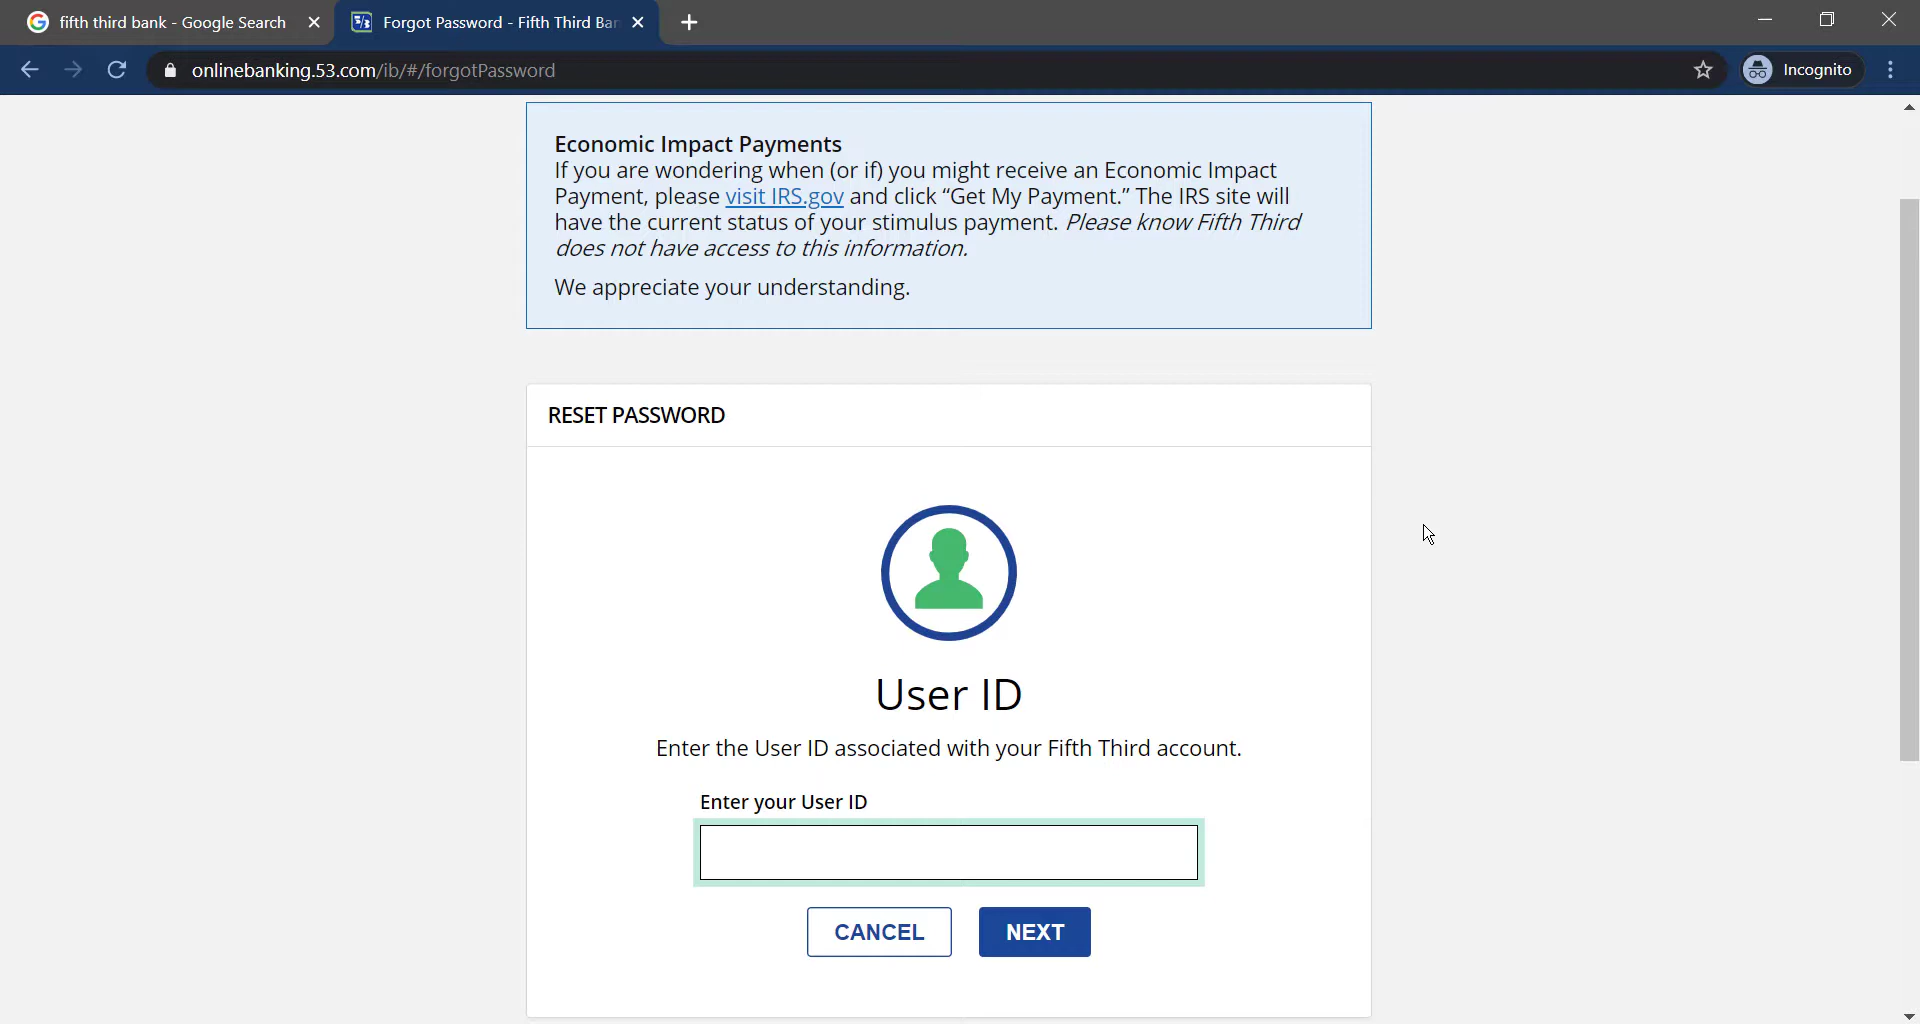 fifth third bank - Google Search
Forgot Password - Fifth Third Ban
onlinebanking.53.com/ib/#/forgotPassword
Incognito
Economic Impact Payments
If you are wondering when (or if) you might receive an Economic Impact
Payment, please visit IRS.gov and click “Get My Payment.” The IRS site will
have the current status of your stimulus payment. Please know Fifth Third
does not have access to this information.
We appreciate your understanding.
RESET PASSWORD
User ID
Enter the User ID associated with your Fifth Third account.
Enter your User ID
CANCEL
NEXT